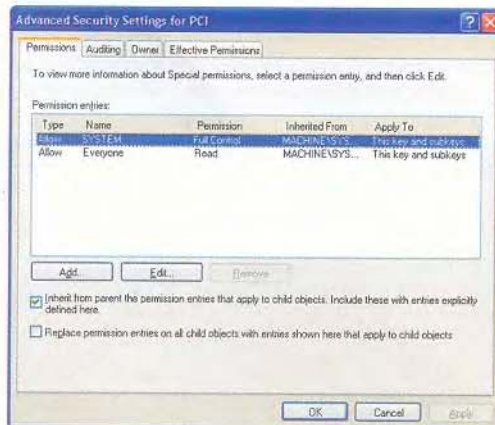 Advanced Security Settings for PCI
Permissions Auditing Owner Effective Permissions
To view more information about Special permissions, select a permission entry, and then click Edit.
Permission entries:
Type Name Permission Inherited From Apply To
Allow SYSTEM Full Control MACHINE\SYS... This key and subkeys
Allow Everyone Read MACHINE\SYS... This key and subkeys
Add... Edit... Remove
Inherit from parent the permission entries that apply to child objects. Include these with entries explicitly
defined here.
Replace permission entries on all child objects with entries shown here that apply to child objects
OK Cancel Apply